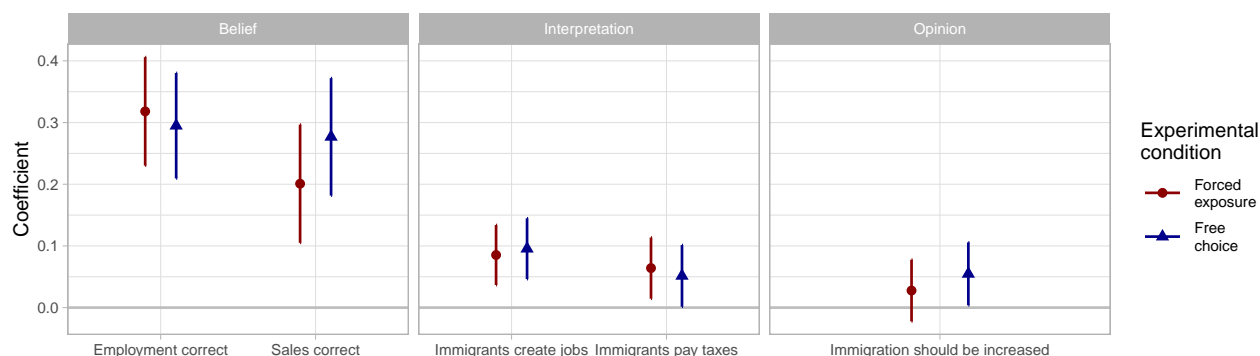 Belief
Interpretation
Opinion
0.4
0.3
0.2
0.1
0.0
Coefficient
Employment correct
Sales correct
Immigrants create jobs
Immigrants pay taxes
Immigration should be increased
Experimental
condition
Forced
exposure
Free
choice